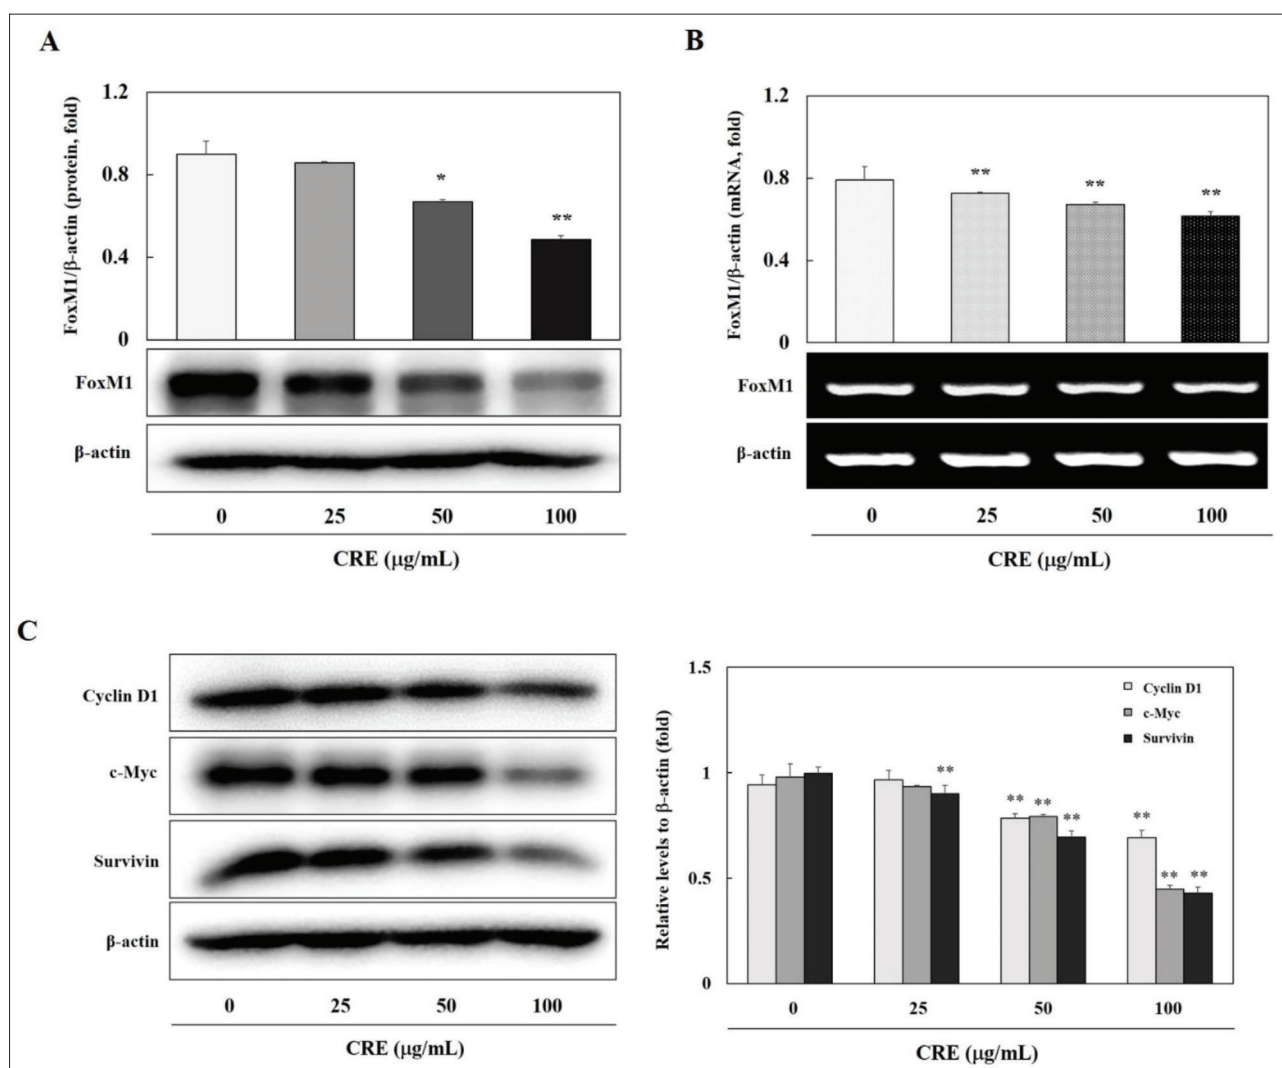 A
FoxM1/β-actin (protein, fold)
1.2
0.8
0.4
0
*
**
FoxM1
β-actin
0 25 50 100
CRE (μg/mL)
B
FoxM1/β-actin (mRNA, fold)
1.2
0.8
0.4
0
** ** **
FoxM1
β-actin
0 25 50 100
CRE (μg/mL)
C
Cyclin D1
c-Myc
Survivin
β-actin
0 25 50 100
CRE (μg/mL)
Relative levels to β-actin (fold)
1.5
1
0.5
0
Cyclin D1
c-Myc
Survivin
**
** ** **
** ** **
0 25 50 100
CRE (μg/mL)